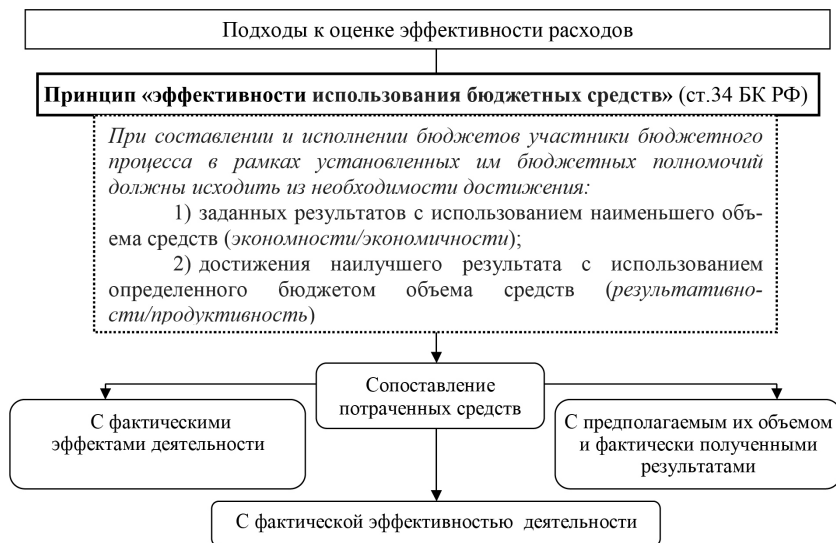 Подходы к оценке эффективности расходов
Принцип «эффективности использования бюджетных средств» (ст.34 БК РФ)
При составлении и исполнении бюджетов участники бюджетного
процесса в рамках установленных им бюджетных полномочий
должны исходить из необходимости достижения:
1) заданных результатов с использованием наименьшего объ-
ема средств (экономности/экономичности);
2) достижения наилучшего результата с использованием
определенного бюджетом объема средств (результативно-
сти/продуктивность)
Сопоставление
потраченных средств
С фактическими
эффектами деятельности
С предполагаемым их объемом
и фактически полученными
результатами
С фактической эффективностью деятельности